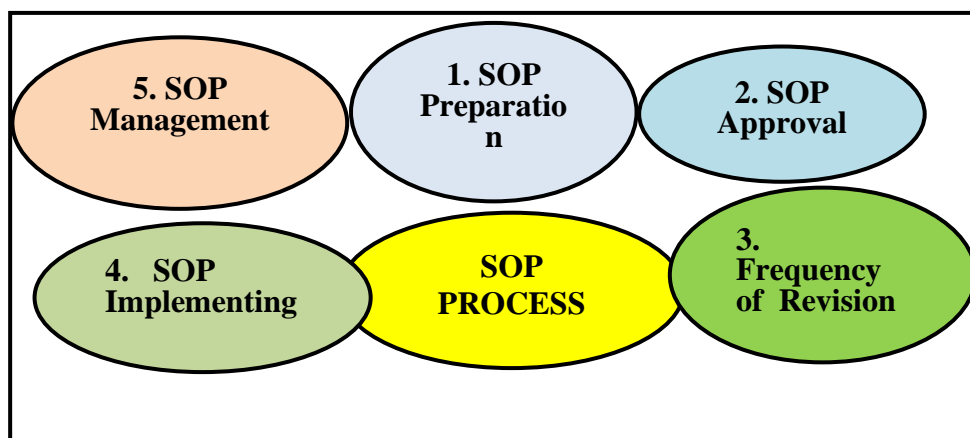 5. SOP
Management
1. SOP
Preparatio
n
2. SOP
Approval
4. SOP
Implementing
SOP
PROCESS
3.
Frequency
of Revision